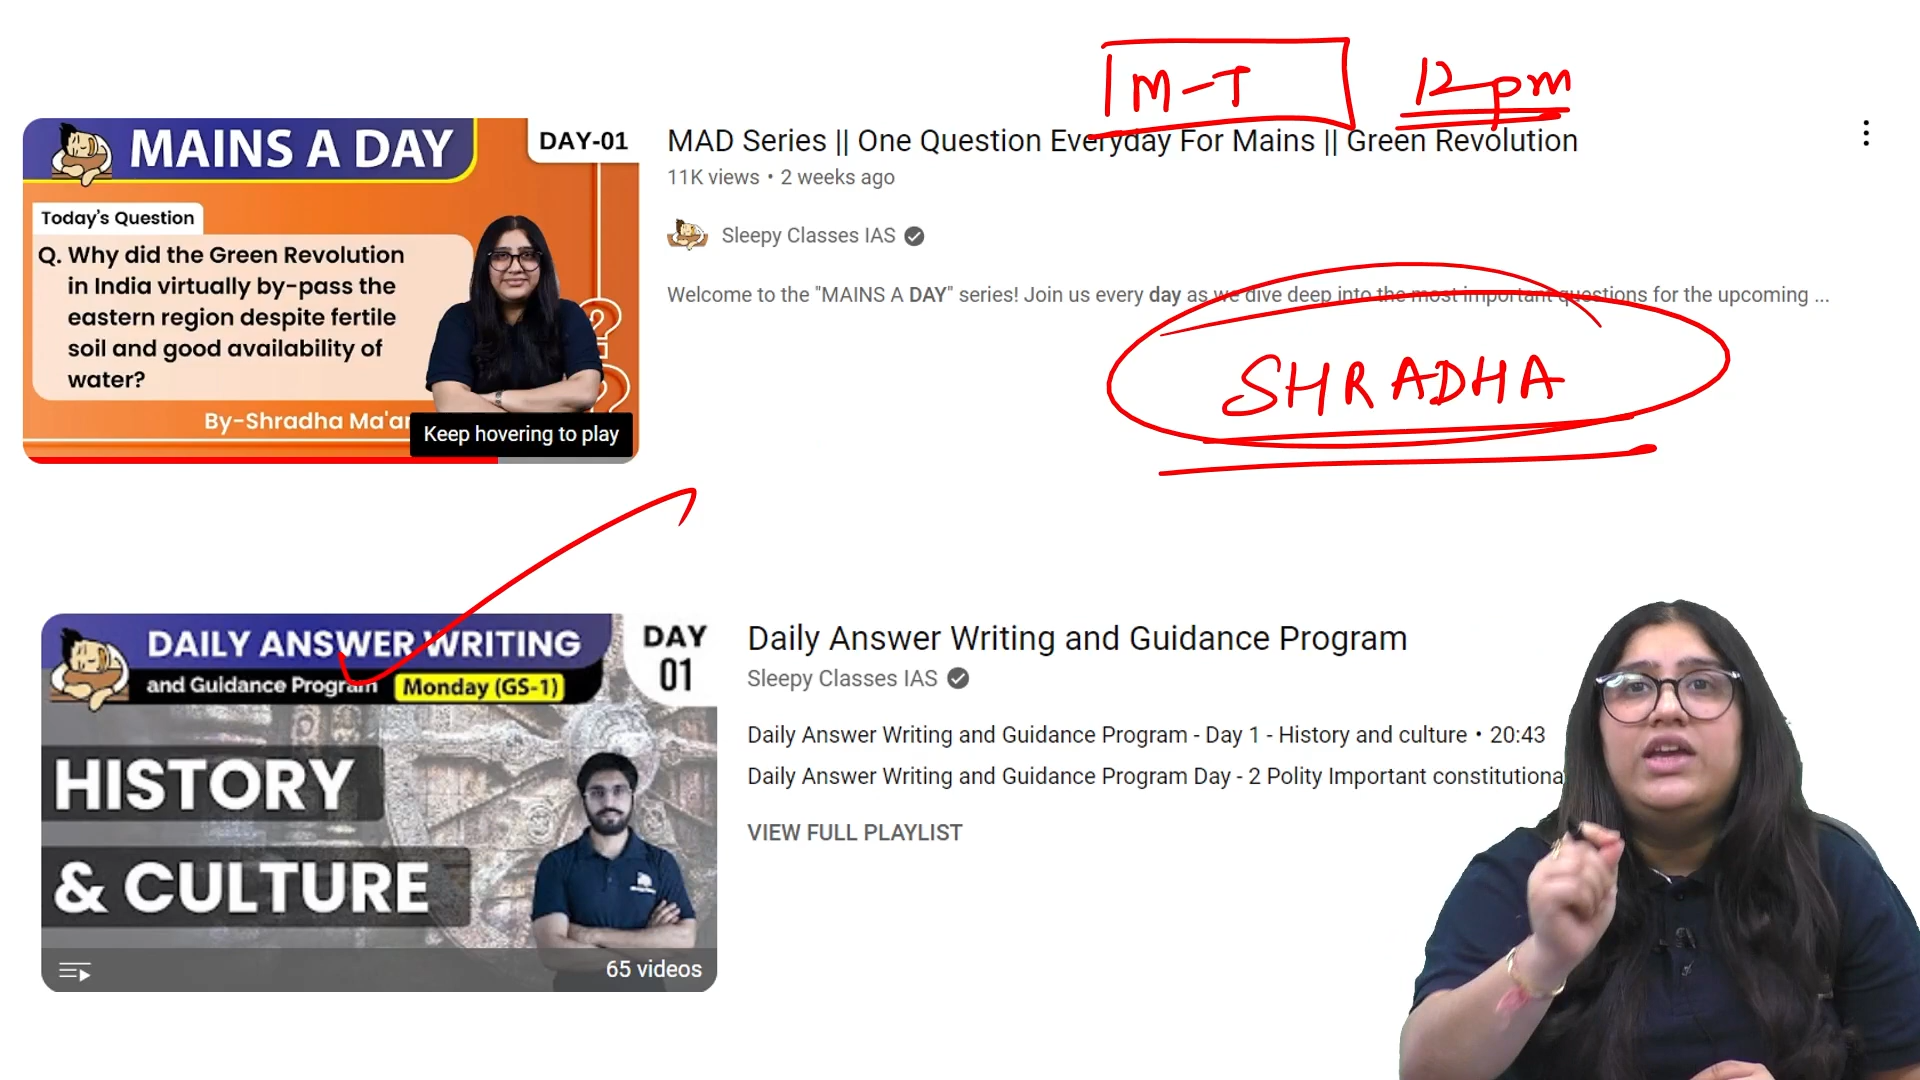 M-T
12pm
MAINS A DAY
DAY-01
Today's Question
Q. Why did the Green Revolution
in India virtually by-pass the
eastern region despite fertile
soil and good availability of
water?
By-Shradha Ma'am
Keep hovering to play
MAD Series || One Question Everyday For Mains || Green Revolution
11K views • 2 weeks ago
Sleepy Classes IAS
Welcome to the "MAINS A DAY" series! Join us every day as we dive deep into the most important questions for the upcoming ...
SHRADHA
DAILY ANSWER WRITING
and Guidance Program
Monday (GS-1)
DAY
01
HISTORY
& CULTURE
65 videos
Daily Answer Writing and Guidance Program
Sleepy Classes IAS
Daily Answer Writing and Guidance Program - Day 1 - History and culture • 20:43
Daily Answer Writing and Guidance Program Day - 2 Polity Important constitutiona
VIEW FULL PLAYLIST